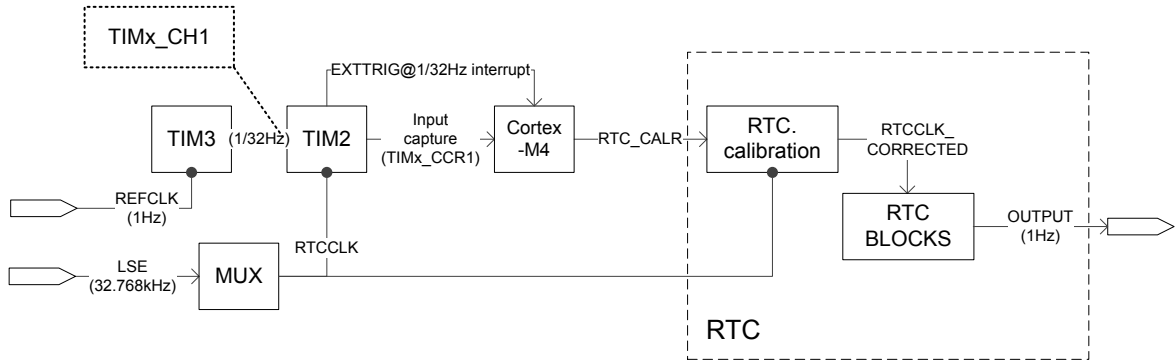 TIMx_CH1
EXTTRIG@1/32Hz interrupt
TIM3
(1/32Hz)
TIM2
Input
capture
(TIMx_CCR1)
Cortex
-M4
RTC_CALR
RTC.
calibration
RTCCLK_
CORRECTED
REFCLK
(1Hz)
RTC
BLOCKS
OUTPUT
(1Hz)
RTCCLK
LSE
(32.768kHz)
MUX
RTC